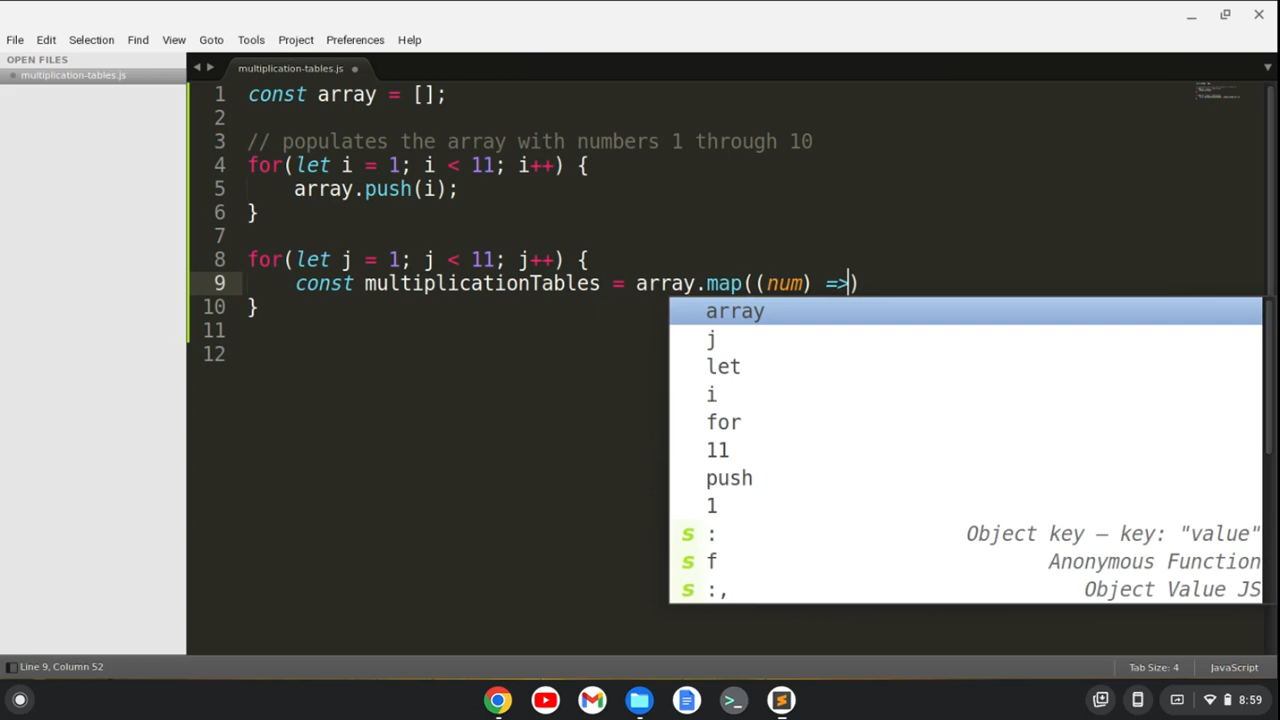 File Edit Selection Find View Goto Tools Project Preferences Help
OPEN FILES
multiplication-tables.js
multiplication-tables.js
1 const array = [];
2
3 // populates the array with numbers 1 through 10
4 for(let i = 1; i < 11; i++) {
5 array.push(i);
6 }
7
8 for(let j = 1; j < 11; j++) {
9 const multiplicationTables = array.map((num) =>)
10 }
11
12
array
j
let
i
for
11
push
1
s : Object key — key: "value"
s f Anonymous Function
s :, Object Value JS
Line 9, Column 52 Tab Size: 4 JavaScript
8:59